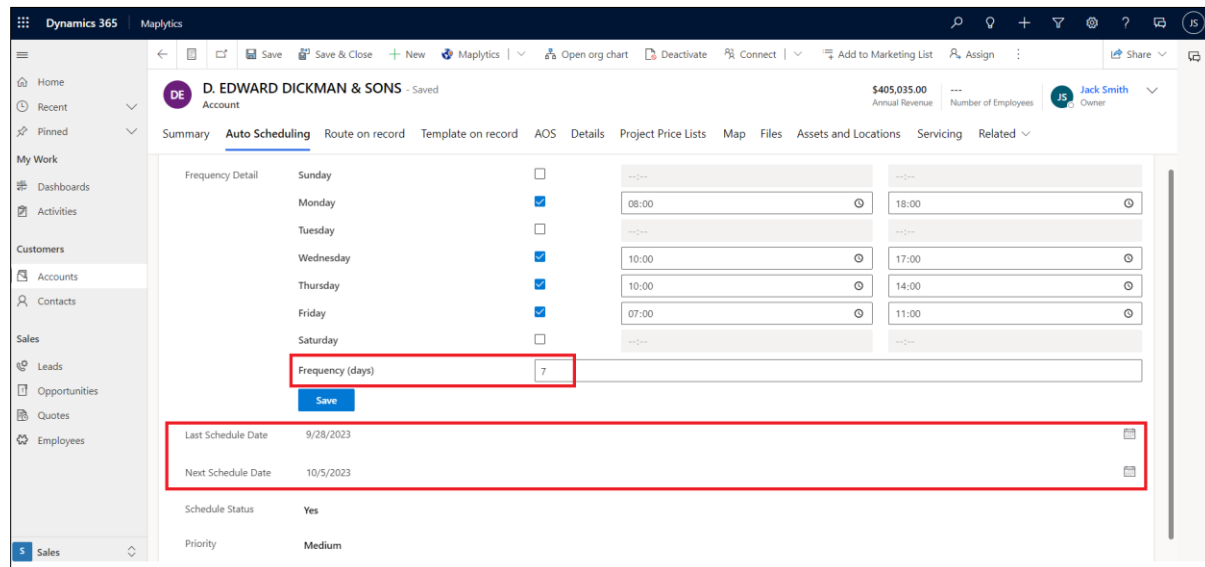 Dynamics 365 Maplytics JS
Save Save & Close New Maplytics Open org chart Deactivate Connect Add to Marketing List Assign Share
Home
Recent
Pinned
My Work
Dashboards
Activities
Customers
Accounts
Contacts
Sales
Leads
Opportunities
Quotes
Employees
S Sales
DE D. EDWARD DICKMAN & SONS - Saved
Account
$405,035.00
Annual Revenue
---
Number of Employees
JS Jack Smith
Owner
Summary Auto Scheduling Route on record Template on record AOS Details Project Price Lists Map Files Assets and Locations Servicing Related
Frequency Detail Sunday --:-- --:--
Monday 08:00 18:00
Tuesday --:-- --:--
Wednesday 10:00 17:00
Thursday 10:00 14:00
Friday 07:00 11:00
Saturday --:-- --:--
Frequency (days) 7
Save
Last Schedule Date 9/28/2023
Next Schedule Date 10/5/2023
Schedule Status Yes
Priority Medium